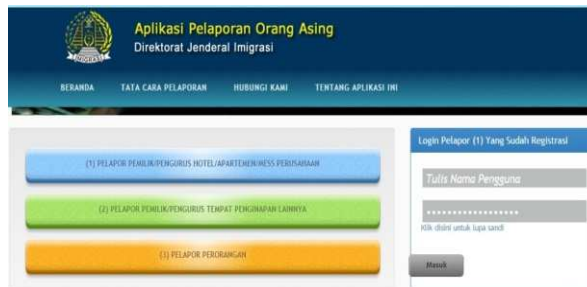 IMIGRASI
Aplikasi Pelaporan Orang Asing
Direktorat Jenderal Imigrasi
BERANDA TATA CARA PELAPORAN HUBUNGI KAMI TENTANG APLIKASI INI
(1) PELAPOR PEMILIK/PENGURUS HOTEL/APARTEMEN/MESS PERUSAHAAN
(2) PELAPOR PEMILIK/PENGURUS TEMPAT PENGINAPAN LAINNYA
(3) PELAPOR PERORANGAN
Login Pelapor (1) Yang Sudah Registrasi
Tulis Nama Pengguna
Klik disini untuk lupa sandi
Masuk